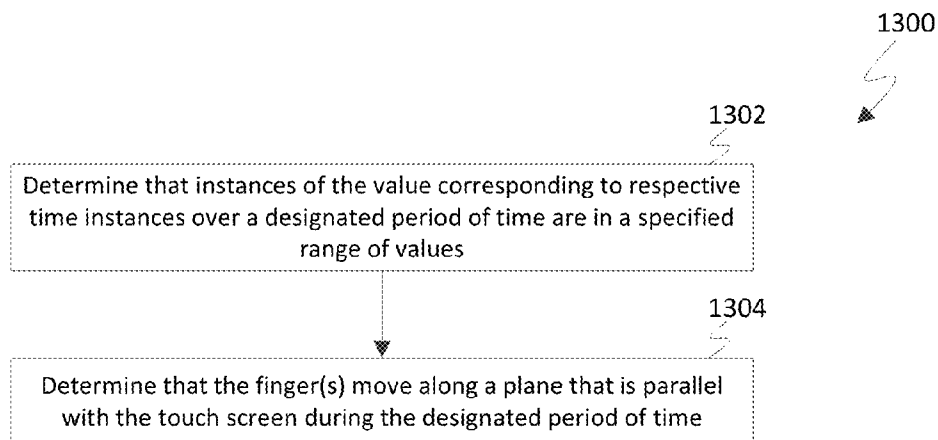 1300
1302
Determine that instances of the value corresponding to respective
time instances over a designated period of time are in a specified
range of values
1304
Determine that the finger(s) move along a plane that is parallel
with the touch screen during the designated period of time